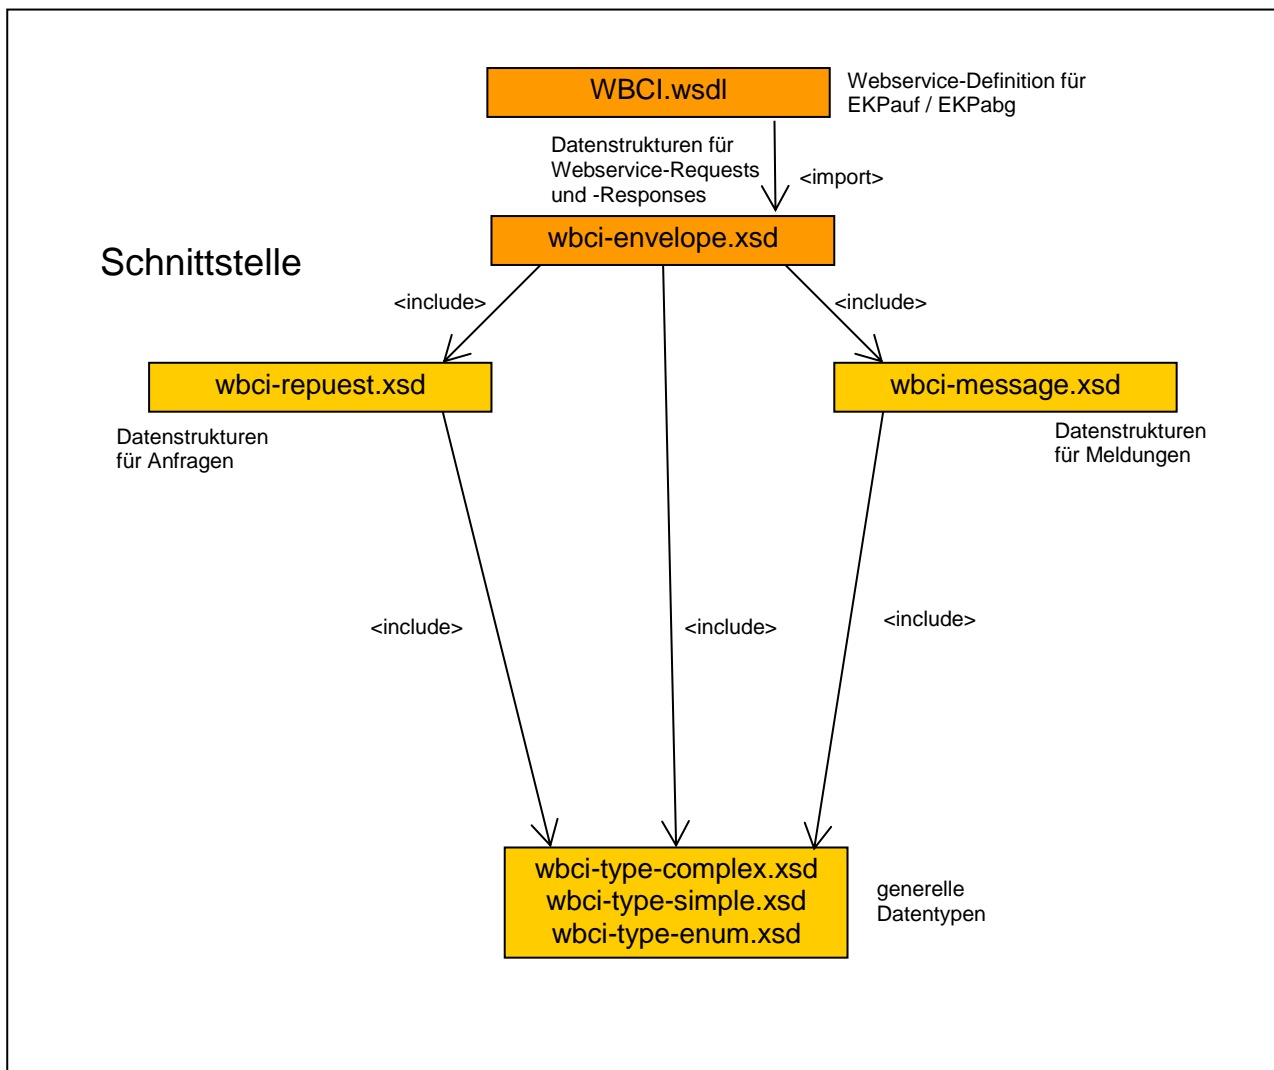 WBCI.wsdl
Webservice-Definition für
EKPauf / EKPabg
Datenstrukturen für
Webservice-Requests
und -Responses
<import>
wbci-envelope.xsd
Schnittstelle
<include>
<include>
wbci-repuest.xsd
wbci-message.xsd
Datenstrukturen
für Anfragen
Datenstrukturen
für Meldungen
<include>
<include>
<include>
wbci-type-complex.xsd
wbci-type-simple.xsd
wbci-type-enum.xsd
generelle
Datentypen